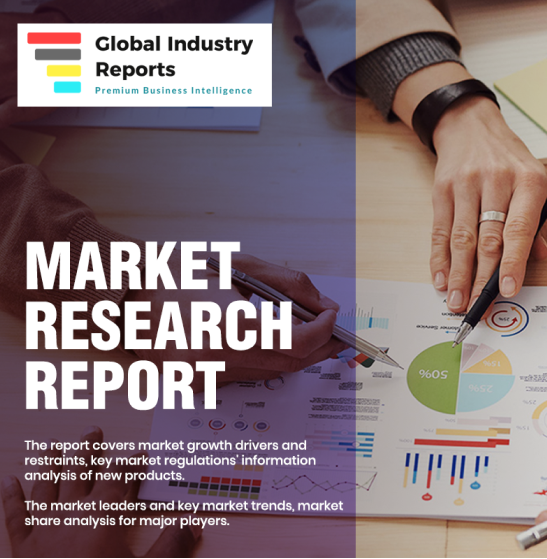 Global Industry
Reports
Premium Business Intelligence
50%
25%
MARKET
RESEARCH
REPORT
The report covers market growth drivers and
restraints, key market regulations' information
analysis of new products.
The market leaders and key market trends, market
share analysis for major players.